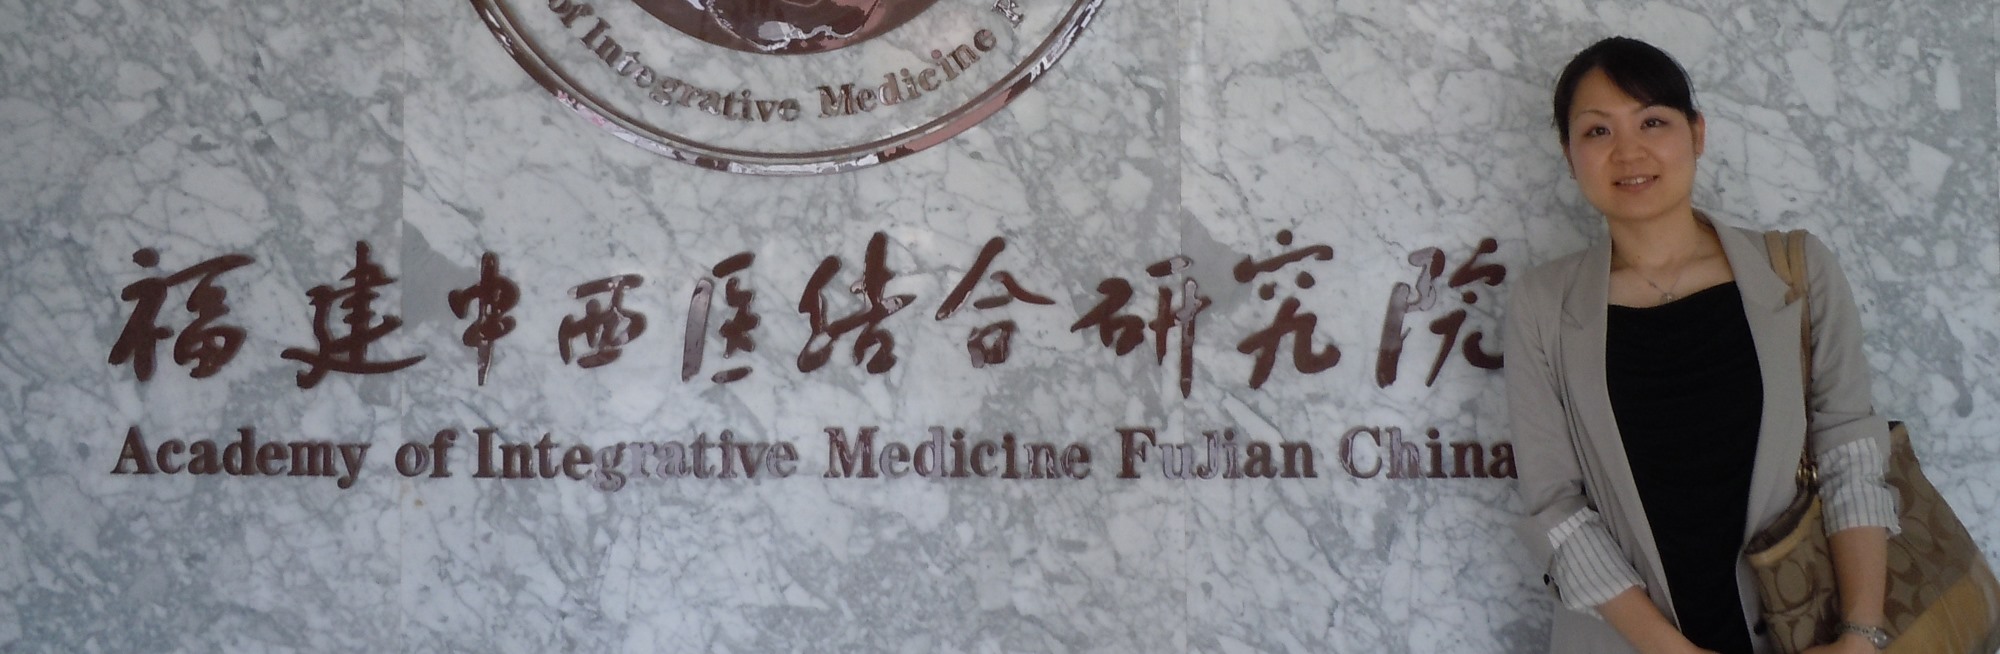 of Integrative Medicine
福建中西医结合研究院
Academy of Integrative Medicine FuJian China